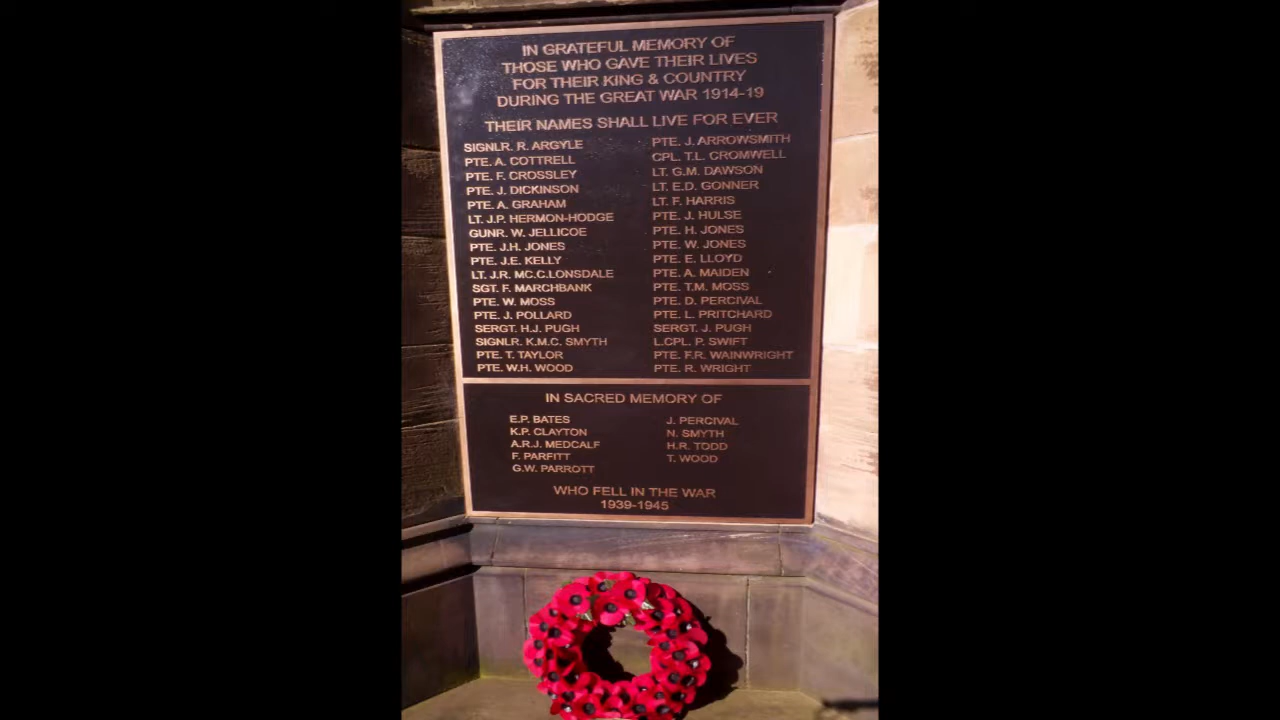 IN GRATEFUL MEMORY OF
THOSE WHO GAVE THEIR LIVES
FOR THEIR KING & COUNTRY
DURING THE GREAT WAR 1914-19
THEIR NAMES SHALL LIVE FOR EVER
SIGNLR. R. ARGYLE
PTE. A. COTTRELL
PTE. F. CROSSLEY
PTE. J. DICKINSON
PTE. A. GRAHAM
LT. J.P. HERMON-HODGE
GUNR. W. JELLICOE
PTE. J.H. JONES
PTE. J.E. KELLY
LT. J.R. MC.C.LONSDALE
SGT. F. MARCHBANK
PTE. W. MOSS
PTE. J. POLLARD
SERGT. H.J. PUGH
SIGNLR. K.M.C. SMYTH
PTE. T. TAYLOR
PTE. W.H. WOOD
PTE. J. ARROWSMITH
CPL. T.L. CROMWELL
LT. G.M. DAWSON
LT. E.D. GONNER
LT. F. HARRIS
PTE. J. HULSE
PTE. H. JONES
PTE. W. JONES
PTE. E. LLOYD
PTE. A. MAIDEN
PTE. T.M. MOSS
PTE. D. PERCIVAL
PTE. L. PRITCHARD
SERGT. J. PUGH
L.CPL. P. SWIFT
PTE. F.R. WAINWRIGHT
PTE. R. WRIGHT
IN SACRED MEMORY OF
E.P. BATES
K.P. CLAYTON
A.R.J. MEDCALF
F. PARFITT
G.W. PARROTT
J. PERCIVAL
N. SMYTH
H.R. TODD
T. WOOD
WHO FELL IN THE WAR
1939-1945